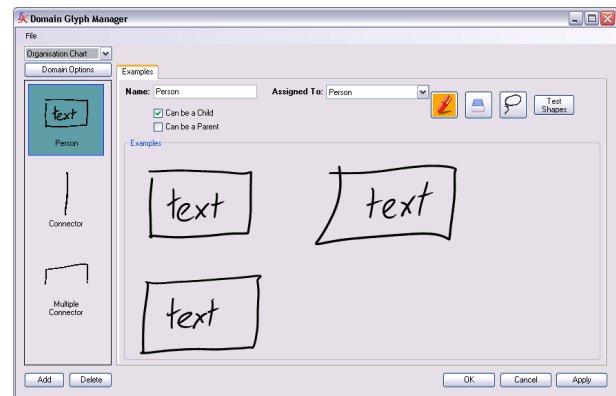 Domain Glyph Manager
File
Organisation Chart
Domain Options
Examples
Name: Person
Assigned To: Person
Can be a Child
Can be a Parent
Test
Shapes
text
Person
Connector
Multiple
Connector
Examples
text
text
text
Add
Delete
OK
Cancel
Apply